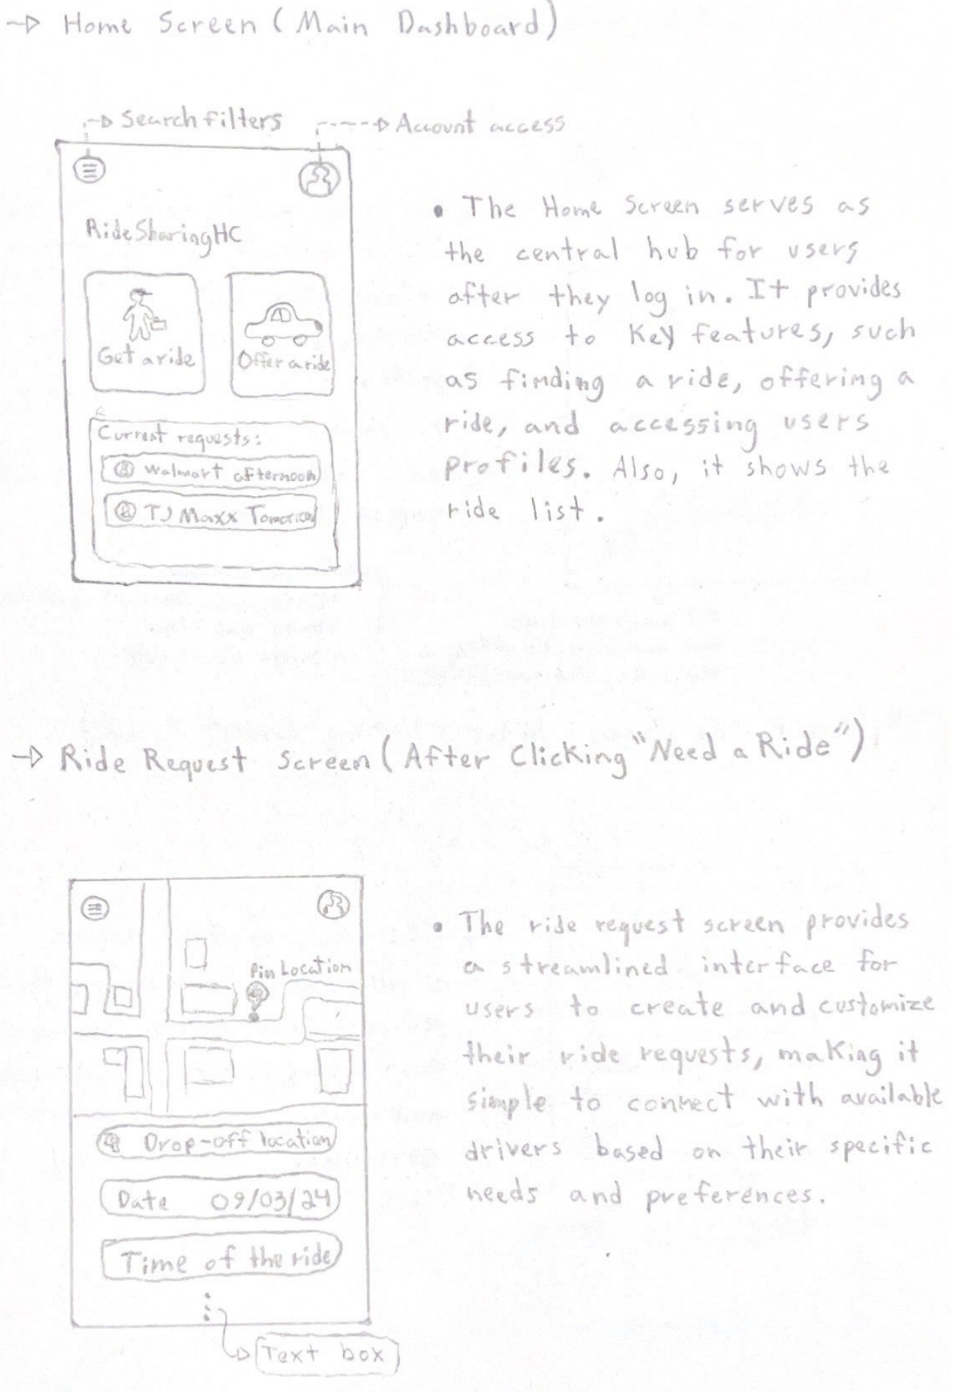 → Home Screen (Main Dashboard)
Search filters
Account access
RideSharingHC
Get a ride
Offer a ride
Current requests:
Walmart afternoon
TJ Maxx Tomorrow
• The Home Screen serves as
the central hub for users
after they log in. It provides
access to key features, such
as finding a ride, offering a
ride, and accessing users
profiles. Also, it shows the
ride list.
→ Ride Request Screen (After Clicking "Need a Ride")
Pin Location
Drop-off location
Date 09/03/24
Time of the ride
Text box
• The ride request screen provides
a streamlined interface for
users to create and customize
their ride requests, making it
simple to connect with available
drivers based on their specific
needs and preferences.